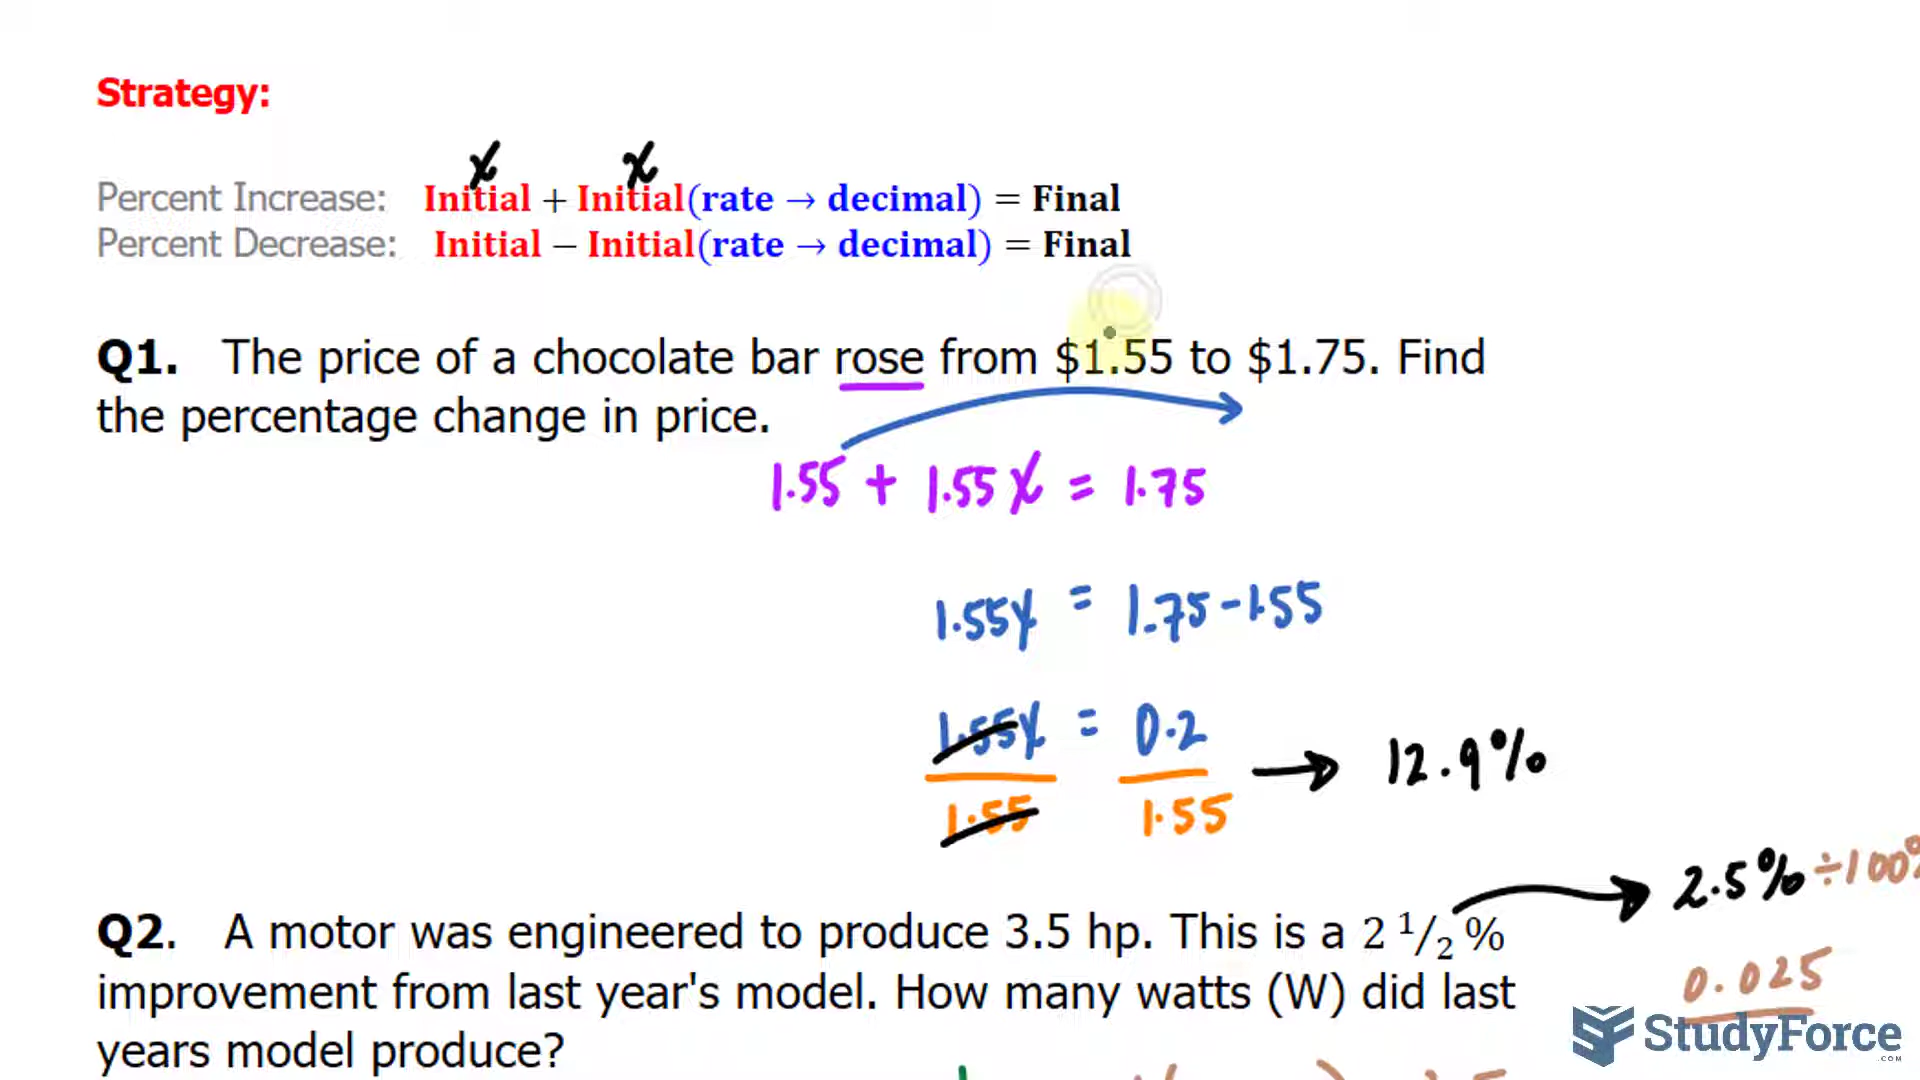 Strategy:
x x
Percent Increase: Initial + Initial(rate → decimal) = Final
Percent Decrease: Initial − Initial(rate → decimal) = Final
Q1. The price of a chocolate bar rose from $1.55 to $1.75. Find
the percentage change in price.
1.55 + 1.55x = 1.75
1.55x = 1.75-1.55
1.55x = 0.2
1.55 1.55 → 12.9%
2.5% ÷100%
Q2. A motor was engineered to produce 3.5 hp. This is a 2 1/2 %
0.025
improvement from last year's model. How many watts (W) did last
years model produce?
StudyForce
.COM